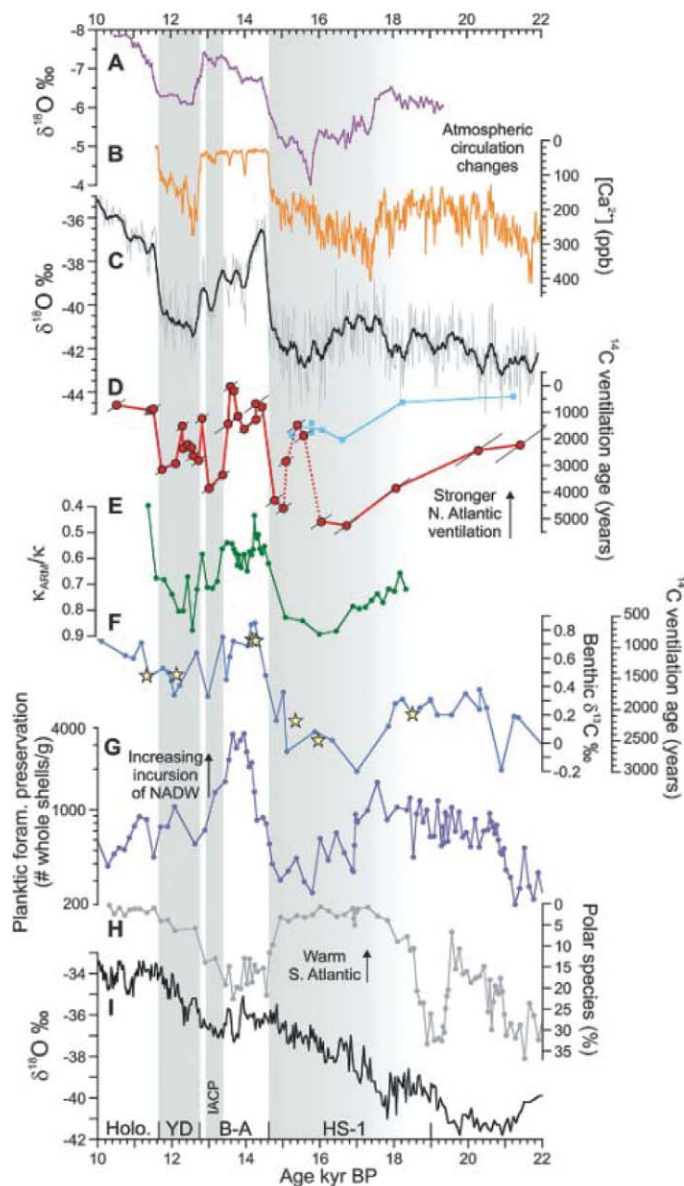 10 12 14 16 18 20 22
A
δ18O ‰
-8
-7
-6
-5
-4
Atmospheric
circulation
changes
B
[Ca2+] (ppb)
0
100
200
300
400
C
δ18O ‰
-36
-38
-40
-42
-44
D
14C ventilation age (years)
0
1000
2000
3000
4000
5000
Stronger
N. Atlantic
ventilation
E
κARM/κ
0.4
0.5
0.6
0.7
0.8
0.9
F
Benthic δ13C ‰
0.8
0.6
0.4
0.2
0
-0.2
14C ventilation age (years)
500
1000
1500
2000
2500
3000
G
Planktic foram. preservation
(# whole shells/g)
4000
1000
200
Increasing
incursion
of NADW
H
Polar species (%)
0
5
10
15
20
25
30
35
Warm
S. Atlantic
I
δ18O ‰
-34
-36
-38
-40
-42
Holo. YD IACP B-A HS-1
10 12 14 16 18 20 22
Age kyr BP